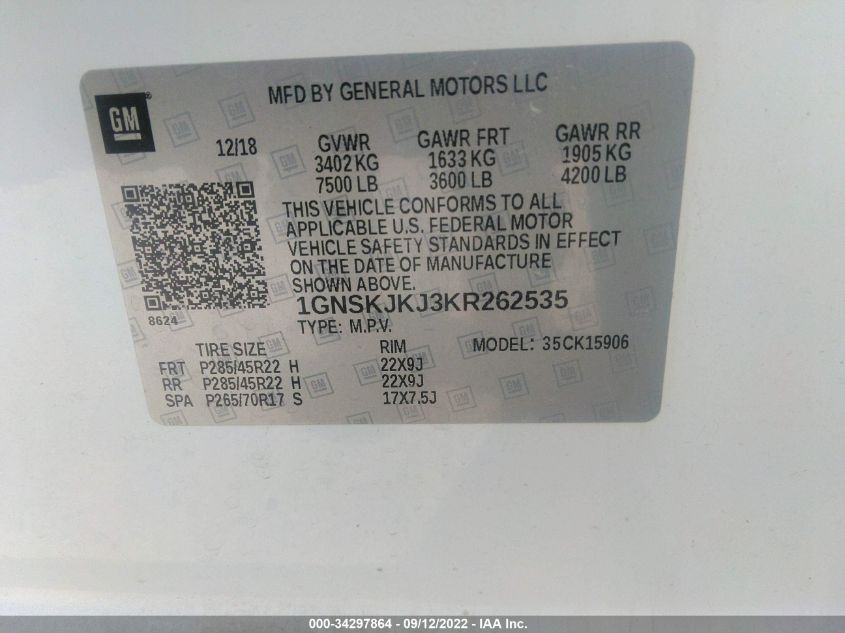 GM ®
MFD BY GENERAL MOTORS LLC
12/18 GVWR GAWR FRT GAWR RR
3402 KG 1633 KG 1905 KG
7500 LB 3600 LB 4200 LB
THIS VEHICLE CONFORMS TO ALL
APPLICABLE U.S. FEDERAL MOTOR
VEHICLE SAFETY STANDARDS IN EFFECT
ON THE DATE OF MANUFACTURE
SHOWN ABOVE.
8624
1GNSKJKJ3KR262535
TYPE: M.P.V.
MODEL: 35CK15906
TIRE SIZE RIM
FRT P285/45R22 H 22X9J
RR P285/45R22 H 22X9J
SPA P265/70R17 S 17X7.5J
000-34297864 - 09/12/2022 - IAA Inc.